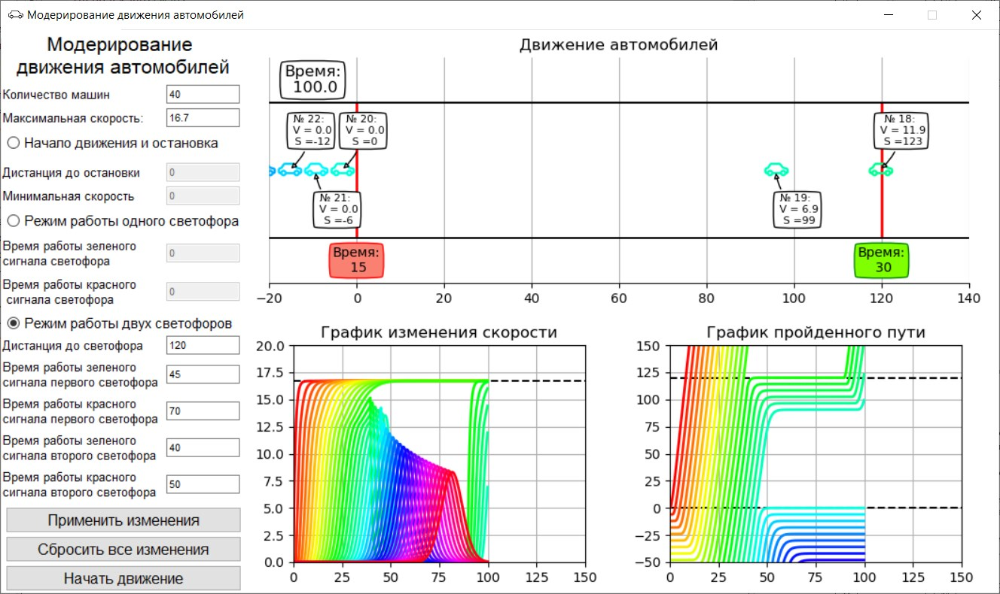 Модерирование движения автомобилей
Модерирование
движения автомобилей
Количество машин
40
Максимальная скорость:
16.7
Начало движения и остановка
Дистанция до остановки
0
Минимальная скорость
0
Режим работы одного светофора
Время работы зеленого
сигнала светофора
0
Время работы красного
сигнала светофора
0
Режим работы двух светофоров
Дистанция до светофора
120
Время работы зеленого
сигнала первого светофора
45
Время работы красного
сигнала первого светофора
70
Время работы зеленого
сигнала второго светофора
40
Время работы красного
сигнала второго светофора
50
Применить изменения
Сбросить все изменения
Начать движение
Движение автомобилей
Время:
100.0
№ 22:
V = 0.0
S =-12
№ 20:
V = 0.0
S =0
№ 18:
V = 11.9
S =123
№ 21:
V = 0.0
S =-6
№ 19:
V = 6.9
S =99
Время:
15
Время:
30
−20 0 20 40 60 80 100 120 140
График изменения скорости
20.0
17.5
15.0
12.5
10.0
7.5
5.0
2.5
0.0
0 25 50 75 100 125 150
График пройденного пути
150
125
100
75
50
25
0
−25
−50
0 25 50 75 100 125 150